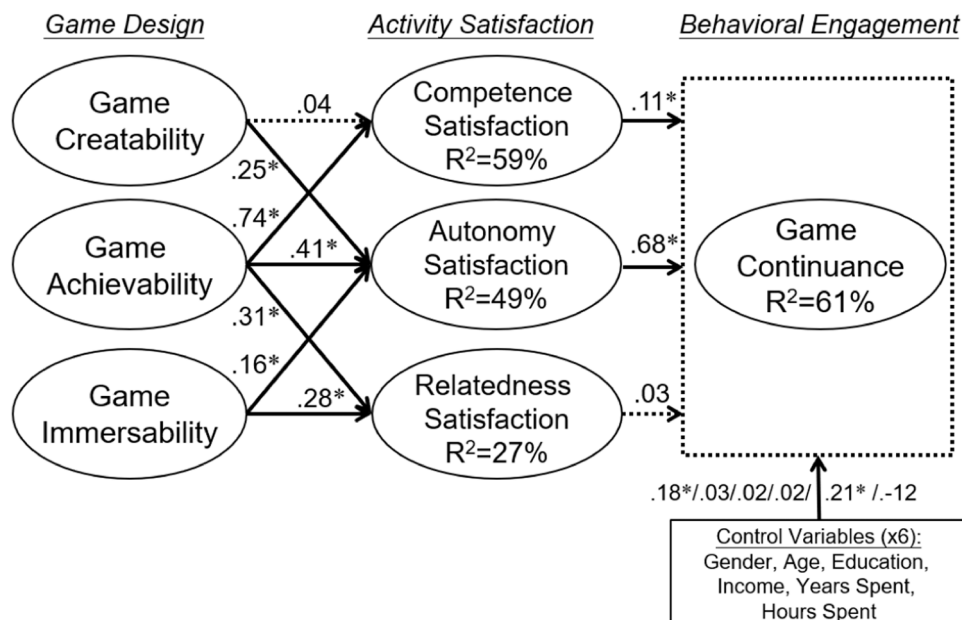 Game Design
Activity Satisfaction
Behavioral Engagement
Game
Creatability
.04
Competence
Satisfaction
R²=59%
.11*
.25*
.74*
Game
Achievability
.41*
Autonomy
Satisfaction
R²=49%
.68*
Game
Continuance
R²=61%
.31*
.16*
Game
Immersability
.28*
Relatedness
Satisfaction
R²=27%
.03
.18*/.03/.02/.02/ .21* /.-12
Control Variables (x6):
Gender, Age, Education,
Income, Years Spent,
Hours Spent